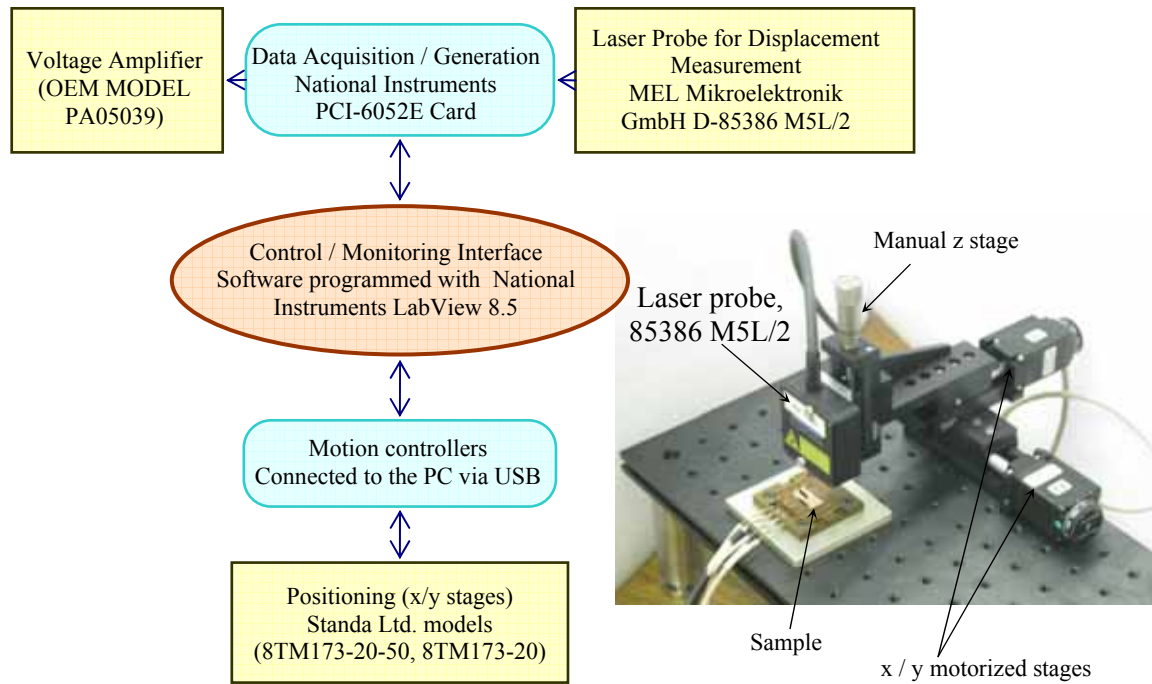 Voltage Amplifier
(OEM MODEL
PA05039)
Data Acquisition / Generation
National Instruments
PCI-6052E Card
Laser Probe for Displacement
Measurement
MEL Mikroelektronik
GmbH D-85386 M5L/2
Control / Monitoring Interface
Software programmed with National
Instruments LabView 8.5
Motion controllers
Connected to the PC via USB
Positioning (x/y stages)
Standa Ltd. models
(8TM173-20-50, 8TM173-20)
Manual z stage
Laser probe,
85386 M5L/2
Sample
x / y motorized stages